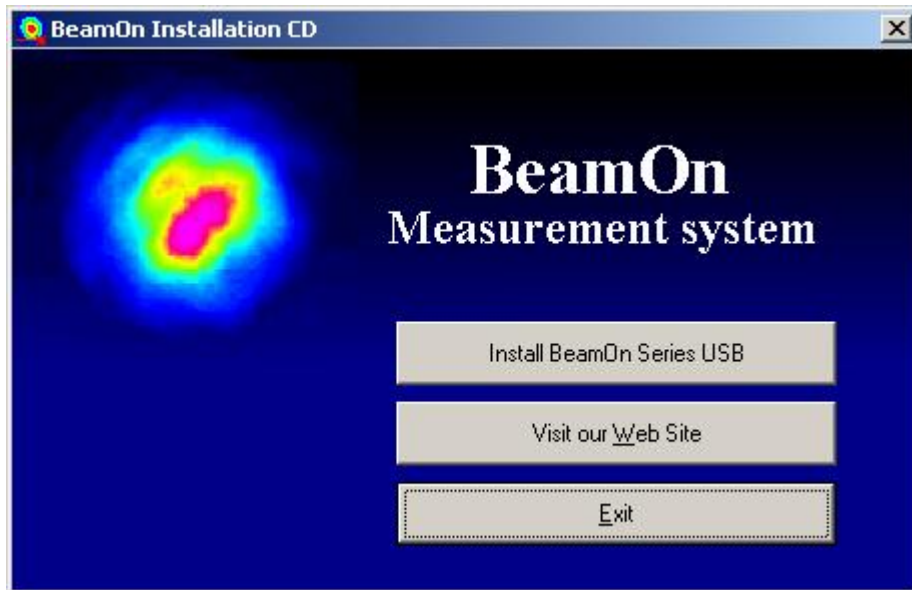 BeamOn Installation CD
BeamOn
Measurement system
Install BeamOn Series USB
Visit our Web Site
Exit